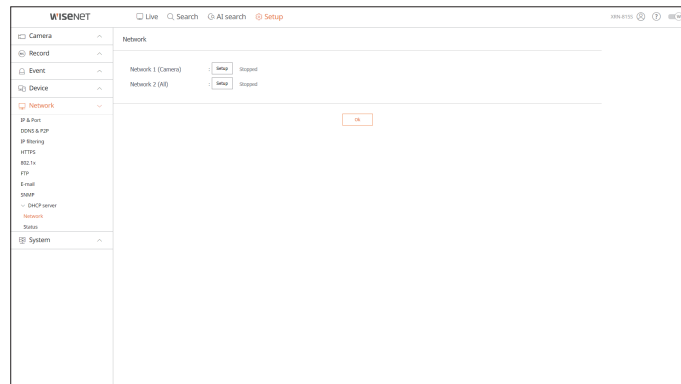 WISENET
Live Search AI search Setup
XRN-815S
Camera
Record
Event
Device
Network
IP & Port
DDNS & P2P
IP filtering
HTTPS
802.1x
FTP
E-mail
SNMP
DHCP server
Network
Status
System
Network
Network 1 (Camera) : Setup Stopped
Network 2 (All) : Setup Stopped
Ok